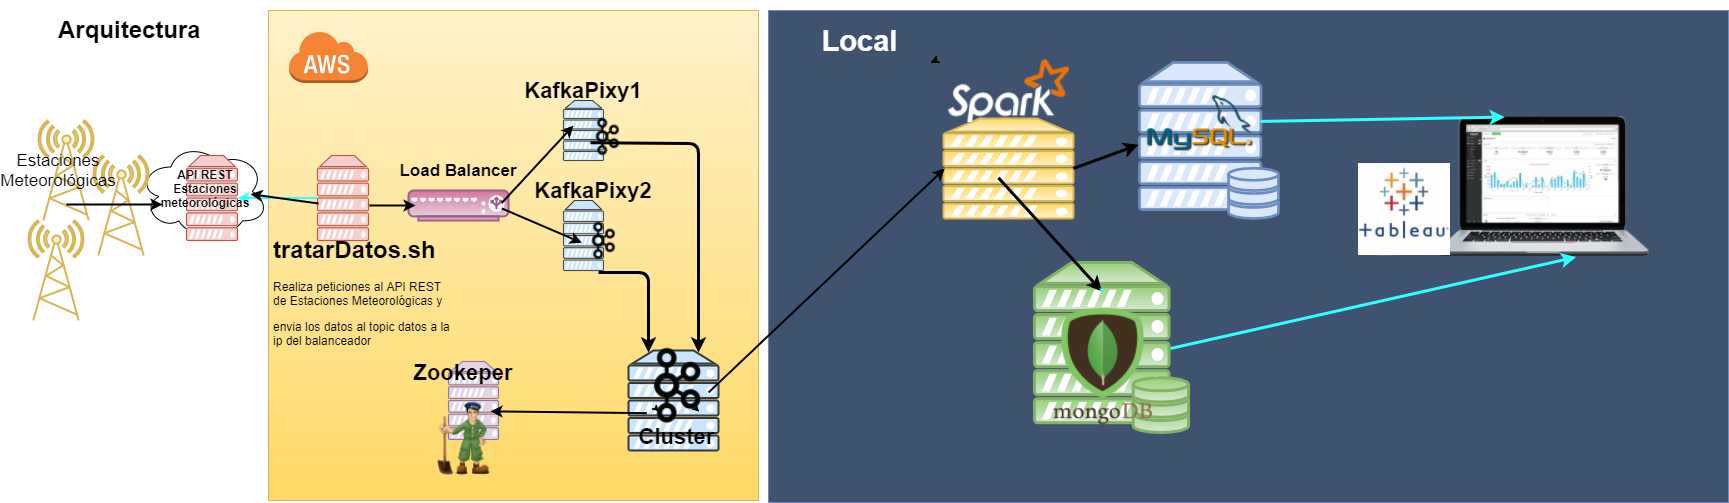 Arquitectura
AWS
Local
KafkaPixy1
Spark
MySQL
Estaciones
Meteorológicas
API REST
Estaciones
meteorológicas
Load Balancer
KafkaPixy2
tratarDatos.sh
+ableau
Realiza peticiones al API REST
de Estaciones Meteorológicas y
envia los datos al topic datos a la
ip del balanceador
Zookeper
Cluster
mongoDB